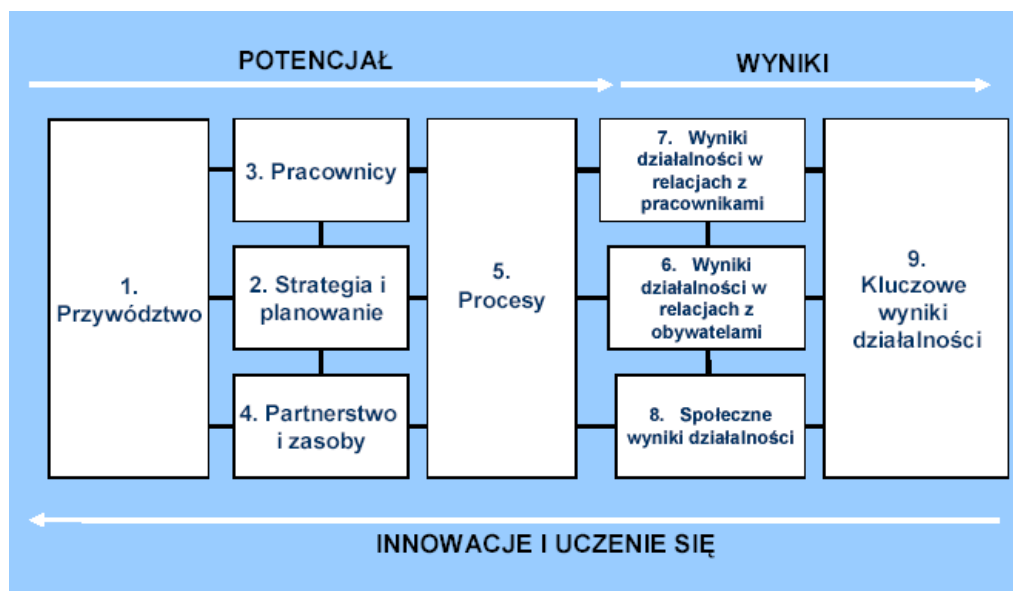 POTENCJAŁ
WYNIKI
1.
Przywództwo
3. Pracownicy
2. Strategia i
planowanie
4. Partnerstwo
i zasoby
5.
Procesy
7. Wyniki
działalności w
relacjach z
pracownikami
6. Wyniki
działalności w
relacjach z
obywatelami
8. Społeczne
wyniki działalności
9.
Kluczowe
wyniki
działalności
INNOWACJE I UCZENIE SIĘ